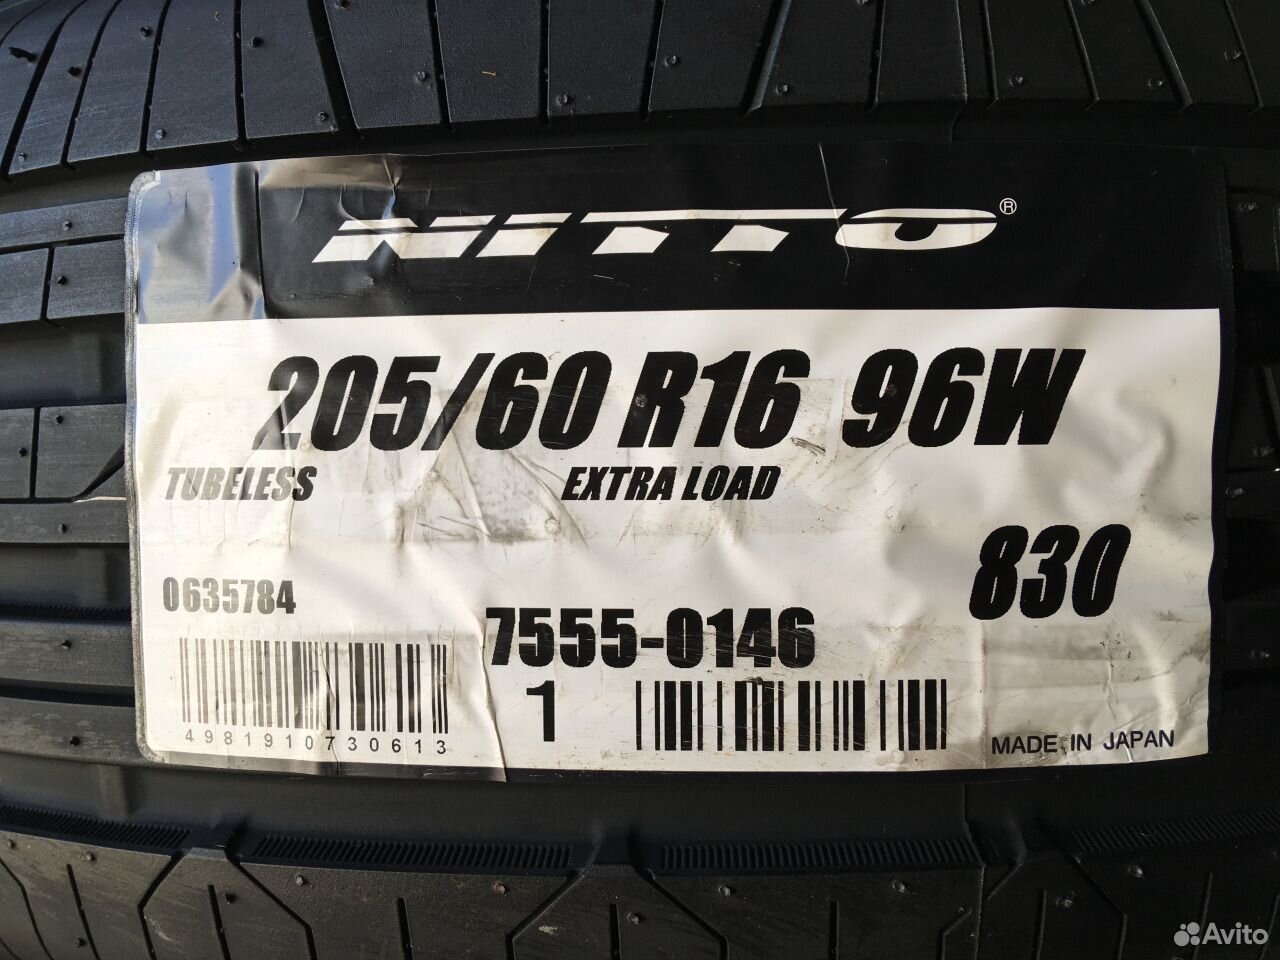 NITTO®
205/60 R16 96W
TUBELESS EXTRA LOAD
830
0635784
7555-0146
4981910730613
1
MADE IN JAPAN
Avito